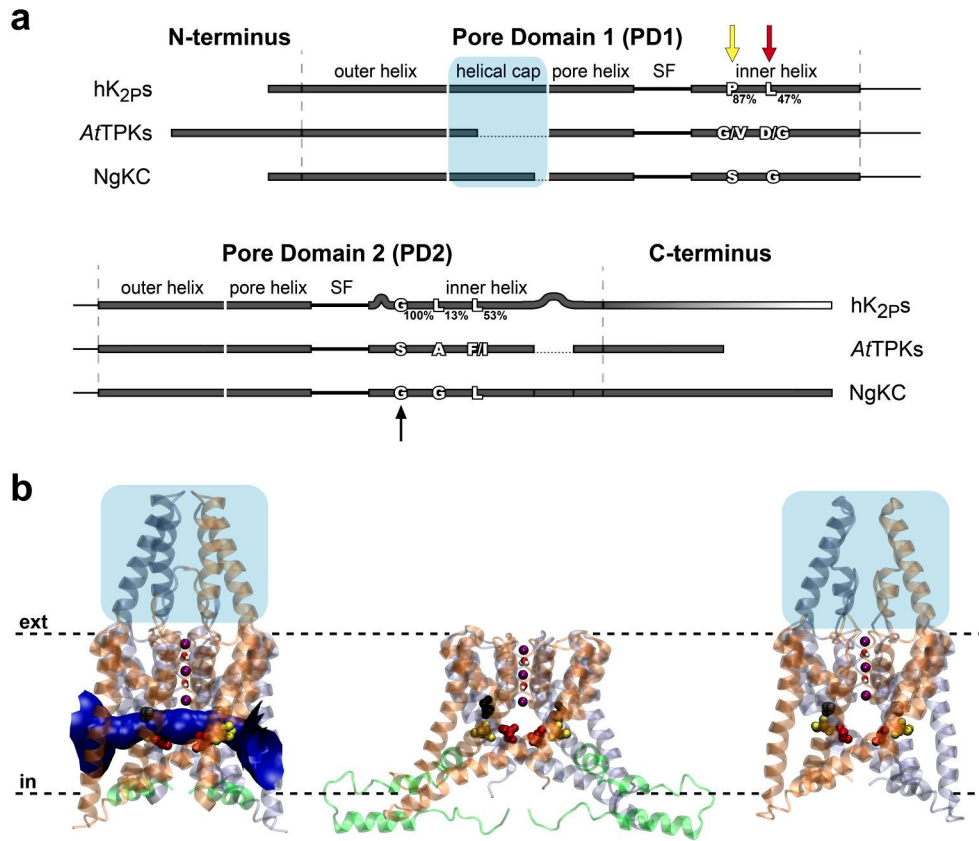 a
N-terminus Pore Domain 1 (PD1)
outer helix helical cap pore helix SF inner helix
hK2Ps P 87% L 47%
AtTPKs G/V D/G
NgKC S G
Pore Domain 2 (PD2) C-terminus
outer helix pore helix SF inner helix
G 100% L 13% L 53% hK2Ps
S A F/I AtTPKs
G G L NgKC
b
ext
in